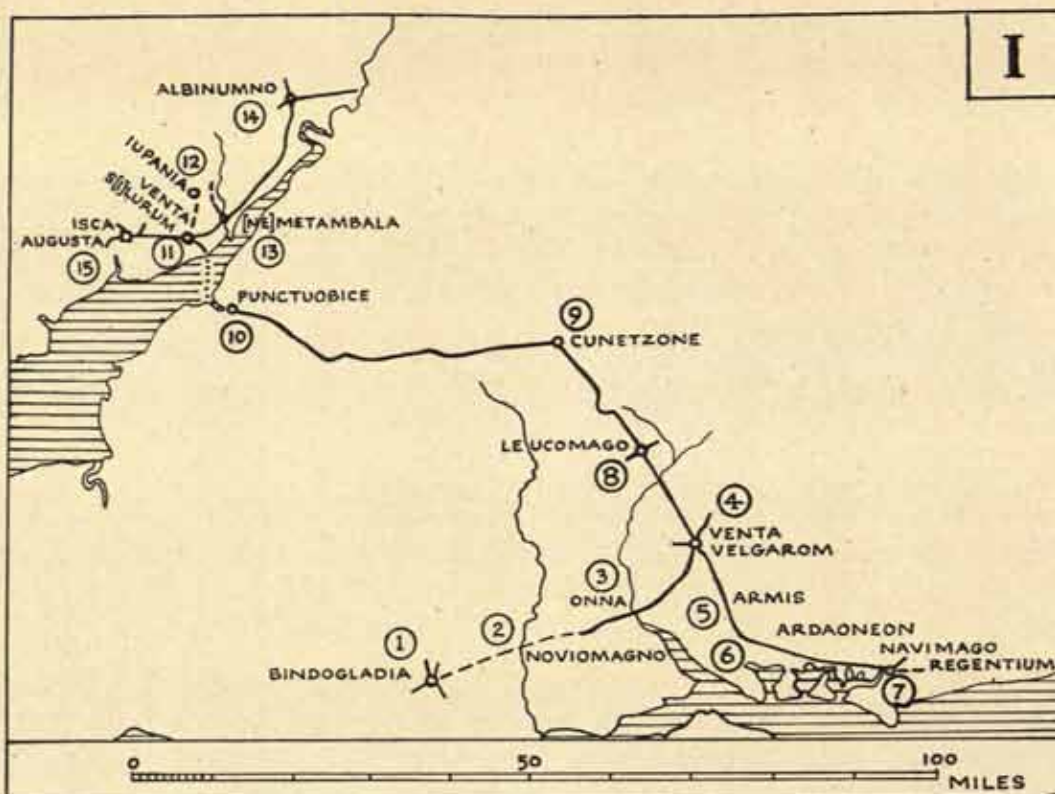 I
ALBINUMNO
14
12
IUPANIA
VENTA
S[I]LURUM
ISCA
AUGUSTA
[NE]METAMBALA
15
11
13
PUNCTUOBICE
10
9
CUNETZONE
LEUCOMAGO
8
4
VENTA
VELGAROM
3
ONNA
5
ARMIS
1
2
6
ARDAONEON
NOVIOMAGNO
NAVIMAGO
REGENTIUM
BINDOGLADIA
7
0 50 100
MILES